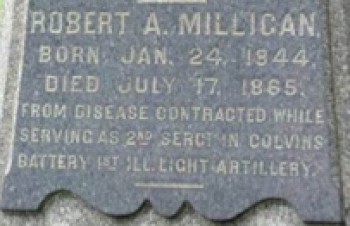 ROBERT A. MILLIGAN,
BORN JAN. 24, 1844,
DIED JULY 17, 1865.
FROM DISEASE CONTRACTED WHILE
SERVING AS 2ND SERGT IN COLVINS
BATTERY 1ST ILL. LIGHT ARTILLERY.